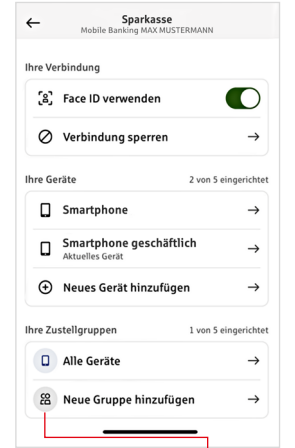 Sparkasse
Mobile Banking MAX MUSTERMANN
Ihre Verbindung
Face ID verwenden
Verbindung sperren
Ihre Geräte 2 von 5 eingerichtet
Smartphone
Smartphone geschäftlich
Aktuelles Gerät
Neues Gerät hinzufügen
Ihre Zustellgruppen 1 von 5 eingerichtet
Alle Geräte
Neue Gruppe hinzufügen